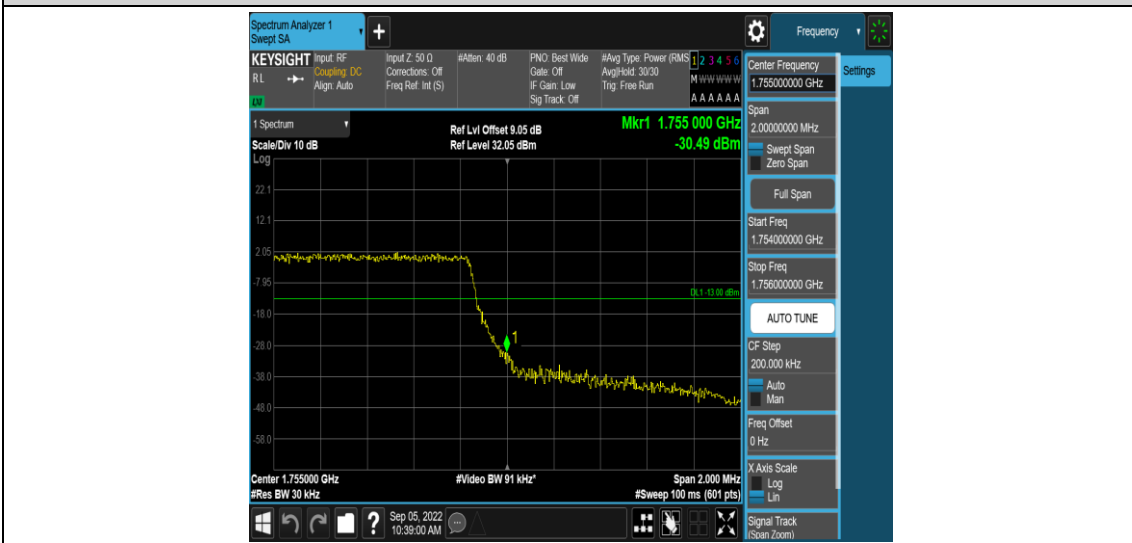 Spectrum Analyzer 1
Swept SA
+
Frequency
KEYSIGHT
RL
LXI
Input: RF
Coupling: DC
Align: Auto
Input Z: 50 Ω
Corrections: Off
Freq Ref: Int (S)
#Atten: 40 dB
PNO: Best Wide
Gate: Off
IF Gain: Low
Sig Track: Off
#Avg Type: Power (RMS
Avg|Hold: 30/30
Trig: Free Run
1 2 3 4 5 6
M W W W W W
A A A A A A
1 Spectrum
Scale/Div 10 dB
Log
Ref Lvl Offset 9.05 dB
Ref Level 32.05 dBm
Mkr1 1.755 000 GHz
-30.49 dBm
22.1
12.1
2.05
-7.95
-18.0
-28.0
-38.0
-48.0
-58.0
DL1 -13.00 dBm
1
Center 1.755000 GHz
#Res BW 30 kHz
#Video BW 91 kHz*
Span 2.000 MHz
#Sweep 100 ms (601 pts)
?
Sep 05, 2022
10:39:00 AM
Center Frequency
1.755000000 GHz
Settings
Span
2.00000000 MHz
Swept Span
Zero Span
Full Span
Start Freq
1.754000000 GHz
Stop Freq
1.756000000 GHz
AUTO TUNE
CF Step
200.000 kHz
Auto
Man
Freq Offset
0 Hz
X Axis Scale
Log
Lin
Signal Track
(Span Zoom)